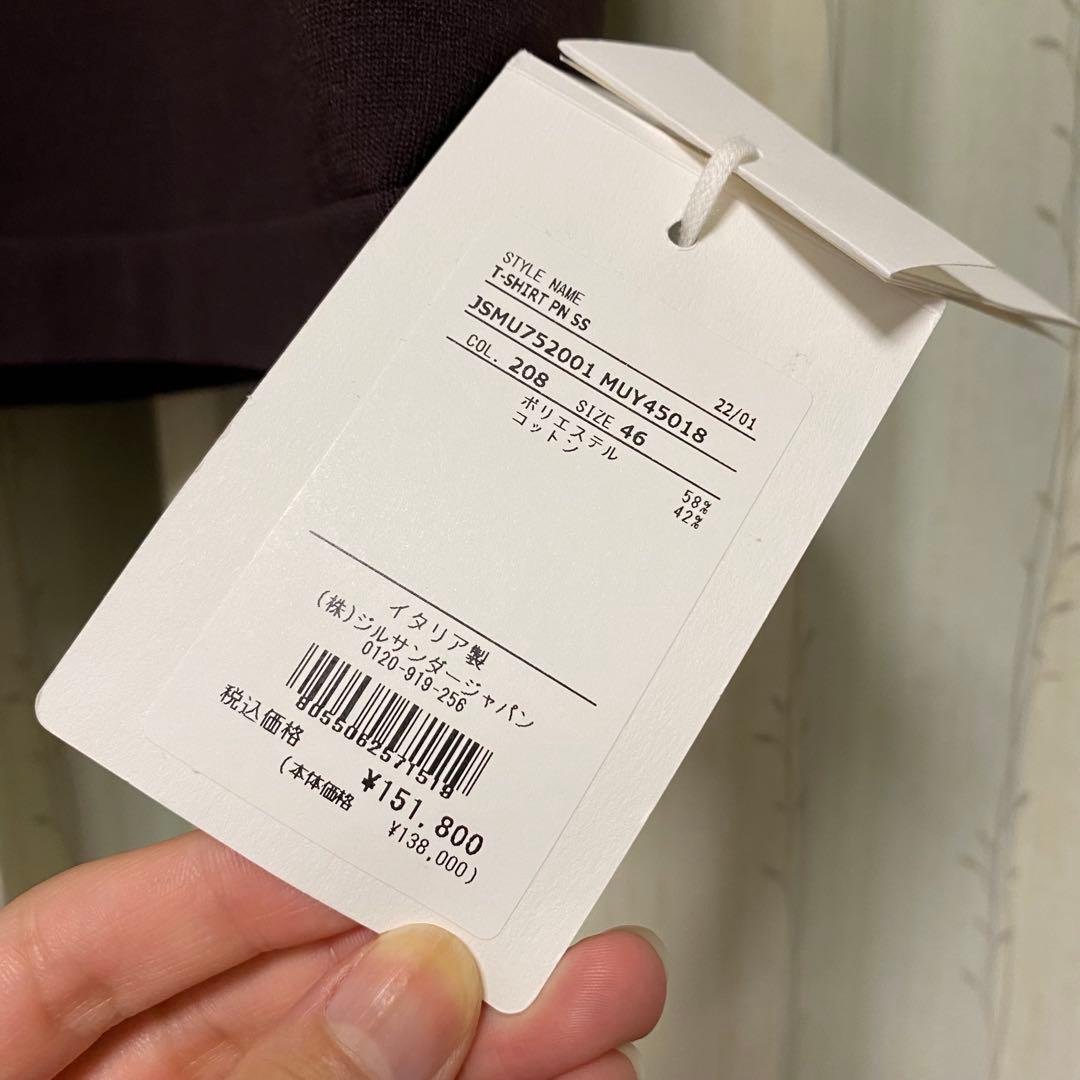 STYLE NAME
T-SHIRT PN SS 22/01
JSMU752001 MUY45018
COL. 208 SIZE 46
ポリエステル 58%
コットン 42%
イタリア製
(株)ジルサンダージャパン
0120-919-256
8055062571519
税込価格 ¥151,800
(本体価格 ¥138,000)